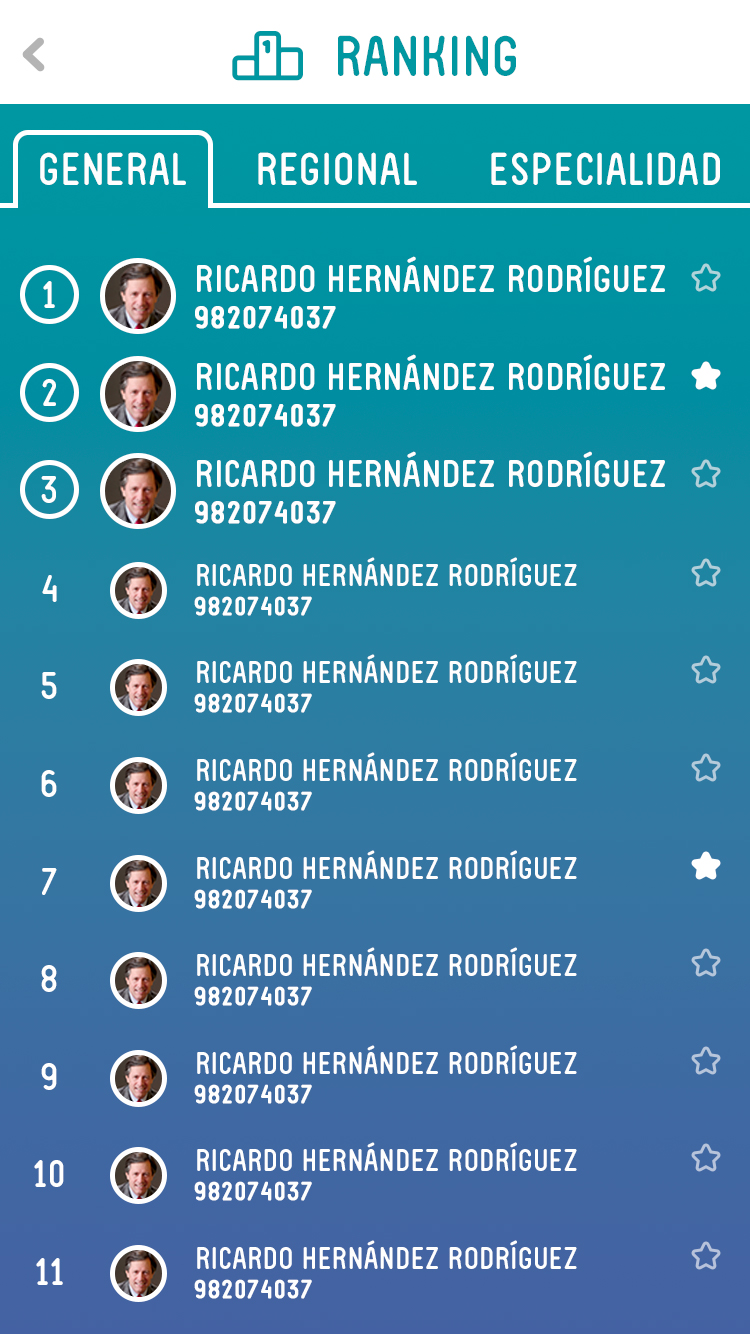 1 RANKING
GENERAL REGIONAL ESPECIALIDAD
1 RICARDO HERNÁNDEZ RODRÍGUEZ
982074037
2 RICARDO HERNÁNDEZ RODRÍGUEZ
982074037
3 RICARDO HERNÁNDEZ RODRÍGUEZ
982074037
4 RICARDO HERNÁNDEZ RODRÍGUEZ
982074037
5 RICARDO HERNÁNDEZ RODRÍGUEZ
982074037
6 RICARDO HERNÁNDEZ RODRÍGUEZ
982074037
7 RICARDO HERNÁNDEZ RODRÍGUEZ
982074037
8 RICARDO HERNÁNDEZ RODRÍGUEZ
982074037
9 RICARDO HERNÁNDEZ RODRÍGUEZ
982074037
10 RICARDO HERNÁNDEZ RODRÍGUEZ
982074037
11 RICARDO HERNÁNDEZ RODRÍGUEZ
982074037